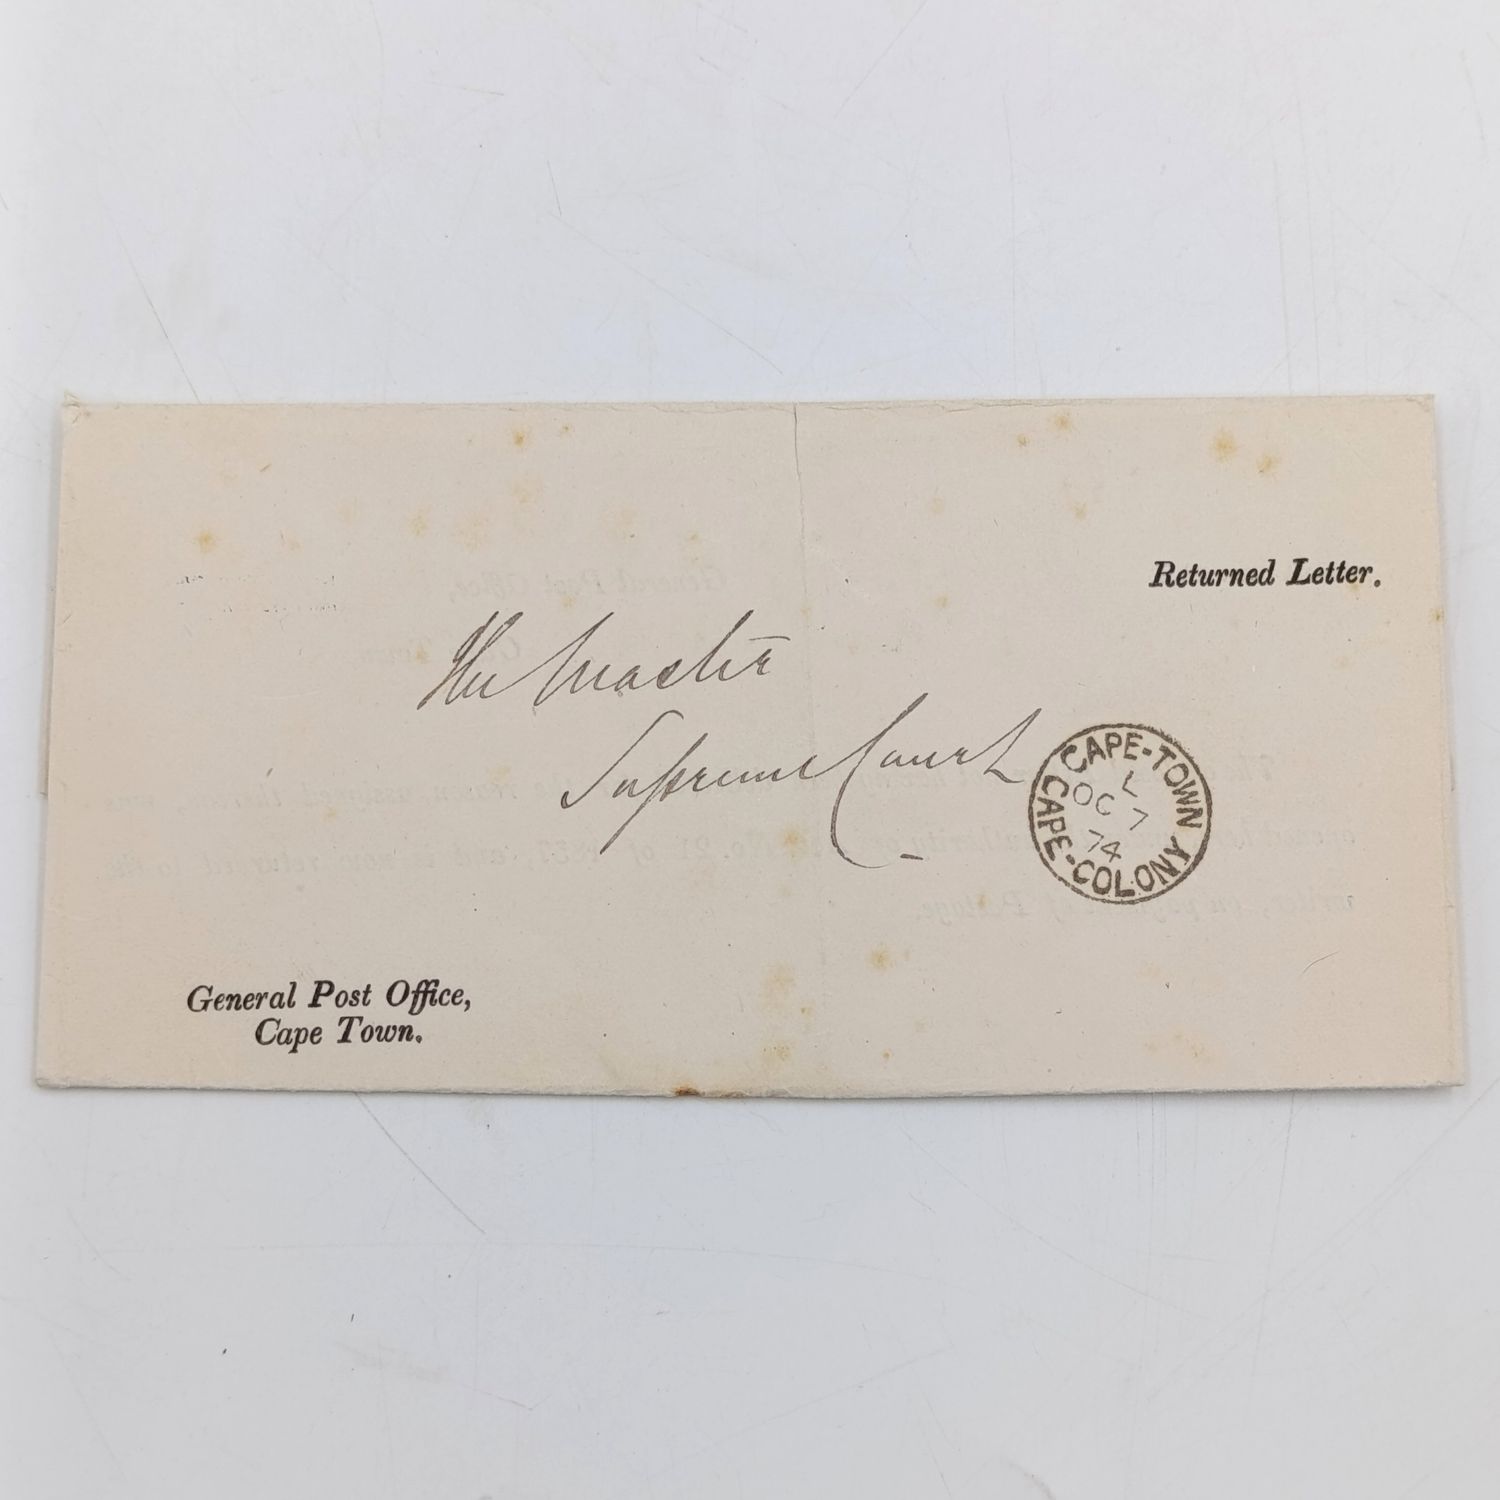 Returned Letter.
The Master
Supreme Court
CAPE-TOWN
L
OC 7
74
CAPE-COLONY
General Post Office,
Cape Town.